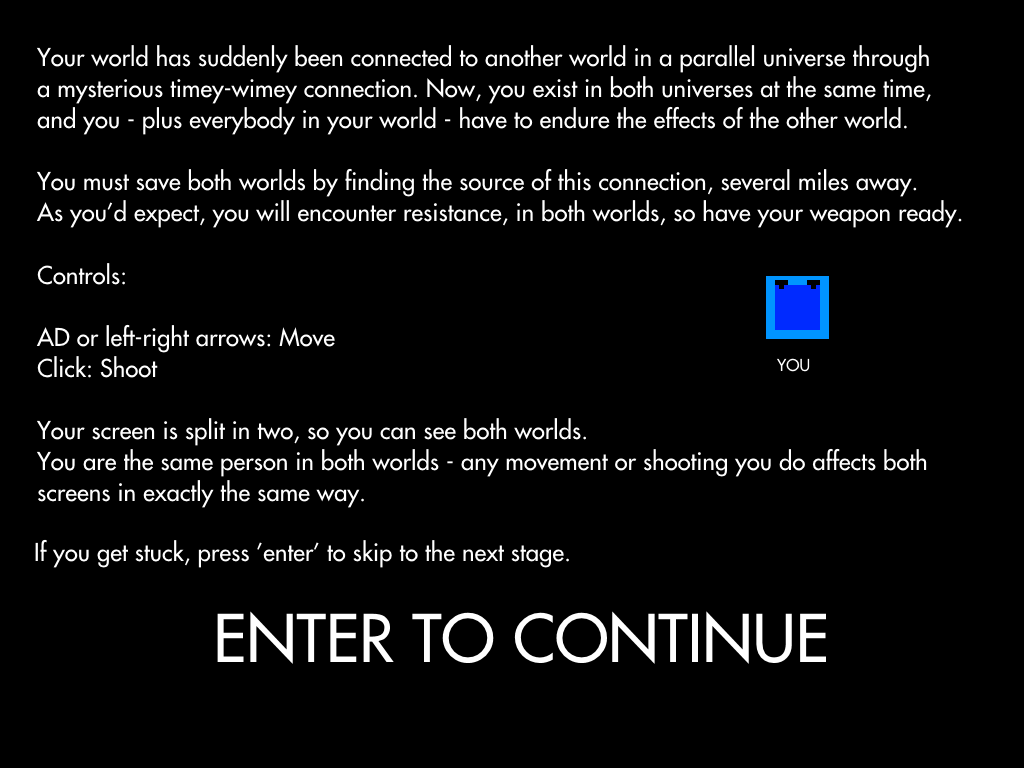 Your world has suddenly been connected to another world in a parallel universe through
a mysterious timey-wimey connection. Now, you exist in both universes at the same time,
and you - plus everybody in your world - have to endure the effects of the other world.
You must save both worlds by finding the source of this connection, several miles away.
As you'd expect, you will encounter resistance, in both worlds, so have your weapon ready.
Controls:
AD or left-right arrows: Move
Click: Shoot
YOU
Your screen is split in two, so you can see both worlds.
You are the same person in both worlds - any movement or shooting you do affects both
screens in exactly the same way.
If you get stuck, press 'enter' to skip to the next stage.
ENTER TO CONTINUE